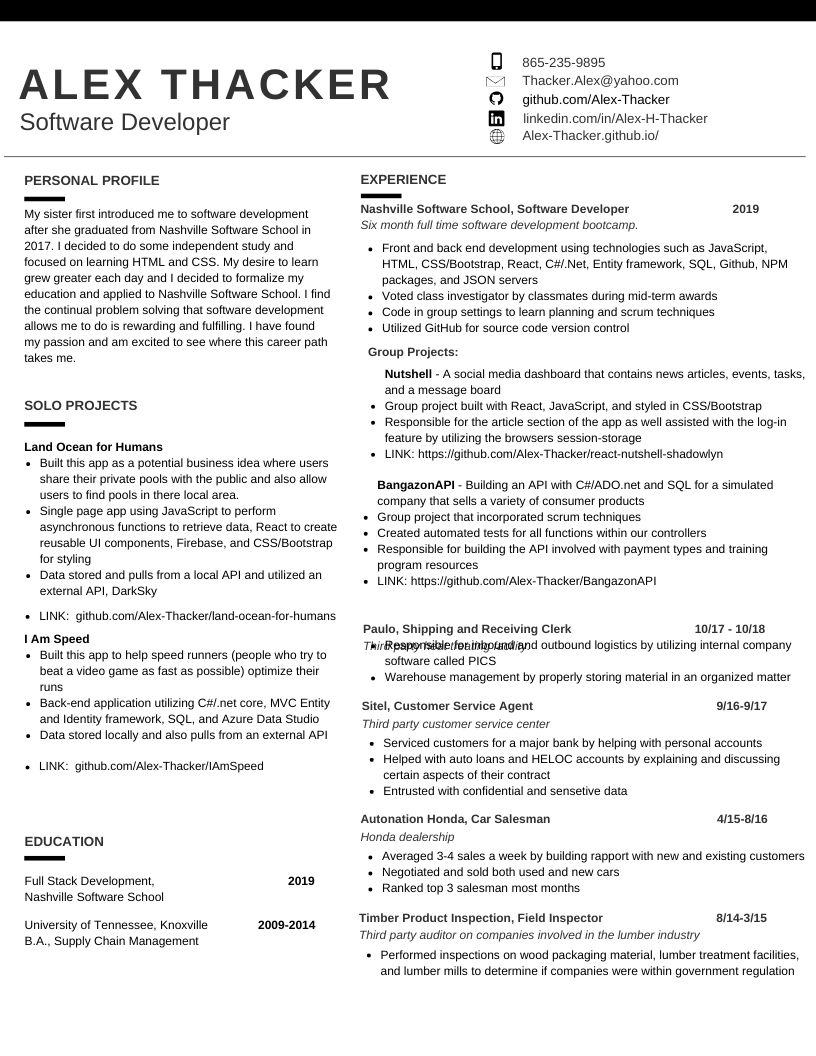 ALEX THACKER
Software Developer
865-235-9895
Thacker.Alex@yahoo.com
github.com/Alex-Thacker
linkedin.com/in/Alex-H-Thacker
Alex-Thacker.github.io/
PERSONAL PROFILE
My sister first introduced me to software development
after she graduated from Nashville Software School in
2017. I decided to do some independent study and
focused on learning HTML and CSS. My desire to learn
grew greater each day and I decided to formalize my
education and applied to Nashville Software School. I find
the continual problem solving that software development
allows me to do is rewarding and fulfilling. I have found
my passion and am excited to see where this career path
takes me.
SOLO PROJECTS
Land Ocean for Humans
• Built this app as a potential business idea where users
share their private pools with the public and also allow
users to find pools in there local area.
• Single page app using JavaScript to perform
asynchronous functions to retrieve data, React to create
reusable UI components, Firebase, and CSS/Bootstrap
for styling
• Data stored and pulls from a local API and utilized an
external API, DarkSky
• LINK: github.com/Alex-Thacker/land-ocean-for-humans
I Am Speed
• Built this app to help speed runners (people who try to
beat a video game as fast as possible) optimize their
runs
• Back-end application utilizing C#/.net core, MVC Entity
and Identity framework, SQL, and Azure Data Studio
• Data stored locally and also pulls from an external API
• LINK: github.com/Alex-Thacker/IAmSpeed
EDUCATION
Full Stack Development, 2019
Nashville Software School
University of Tennessee, Knoxville 2009-2014
B.A., Supply Chain Management
EXPERIENCE
Nashville Software School, Software Developer 2019
Six month full time software development bootcamp.
• Front and back end development using technologies such as JavaScript,
HTML, CSS/Bootstrap, React, C#/.Net, Entity framework, SQL, Github, NPM
packages, and JSON servers
• Voted class investigator by classmates during mid-term awards
• Code in group settings to learn planning and scrum techniques
• Utilized GitHub for source code version control
Group Projects:
Nutshell - A social media dashboard that contains news articles, events, tasks,
and a message board
• Group project built with React, JavaScript, and styled in CSS/Bootstrap
• Responsible for the article section of the app as well assisted with the log-in
feature by utilizing the browsers session-storage
• LINK: https://github.com/Alex-Thacker/react-nutshell-shadowlyn
BangazonAPI - Building an API with C#/ADO.net and SQL for a simulated
company that sells a variety of consumer products
• Group project that incorporated scrum techniques
• Created automated tests for all functions within our controllers
• Responsible for building the API involved with payment types and training
program resources
• LINK: https://github.com/Alex-Thacker/BangazonAPI
Paulo, Shipping and Receiving Clerk 10/17 - 10/18
Third party heat treating facility.
• Responsible for inbound and outbound logistics by utilizing internal company
software called PICS
• Warehouse management by properly storing material in an organized matter
Sitel, Customer Service Agent 9/16-9/17
Third party customer service center
• Serviced customers for a major bank by helping with personal accounts
• Helped with auto loans and HELOC accounts by explaining and discussing
certain aspects of their contract
• Entrusted with confidential and sensetive data
Autonation Honda, Car Salesman 4/15-8/16
Honda dealership
• Averaged 3-4 sales a week by building rapport with new and existing customers
• Negotiated and sold both used and new cars
• Ranked top 3 salesman most months
Timber Product Inspection, Field Inspector 8/14-3/15
Third party auditor on companies involved in the lumber industry
• Performed inspections on wood packaging material, lumber treatment facilities,
and lumber mills to determine if companies were within government regulation